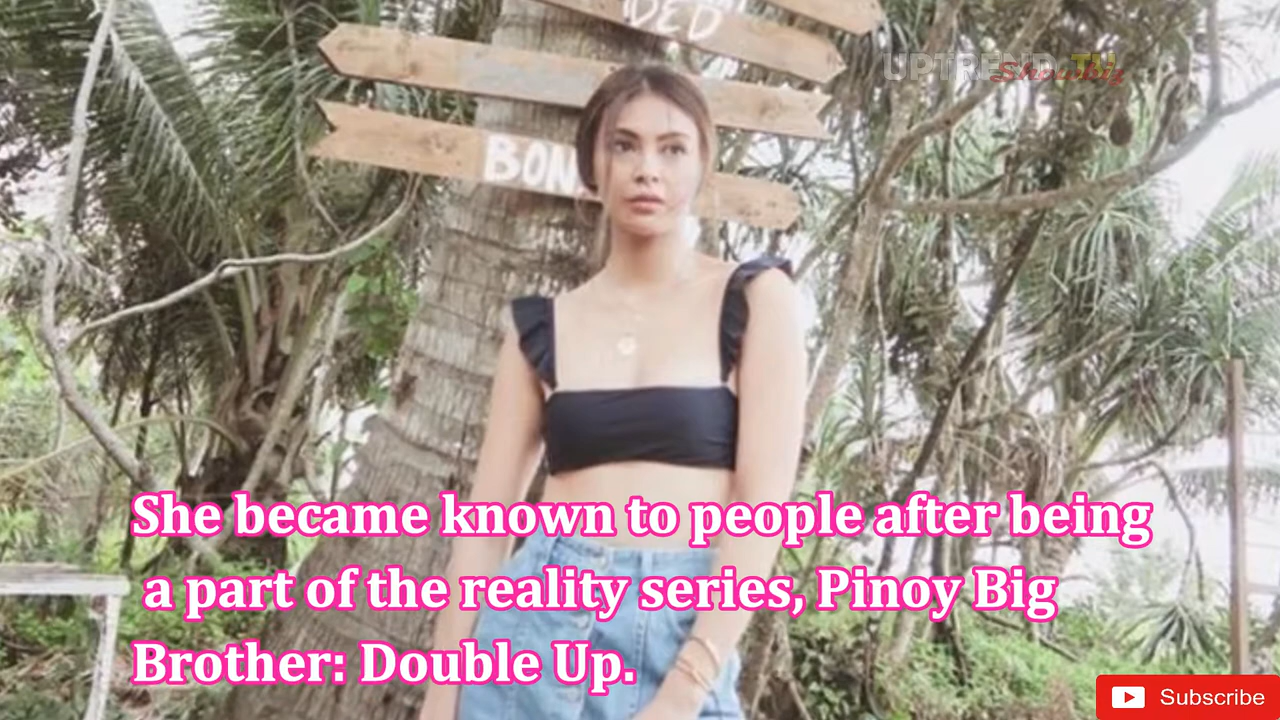 DED
UPTREND TV
Showbiz
BON
She became known to people after being
a part of the reality series, Pinoy Big
Brother: Double Up.
Subscribe